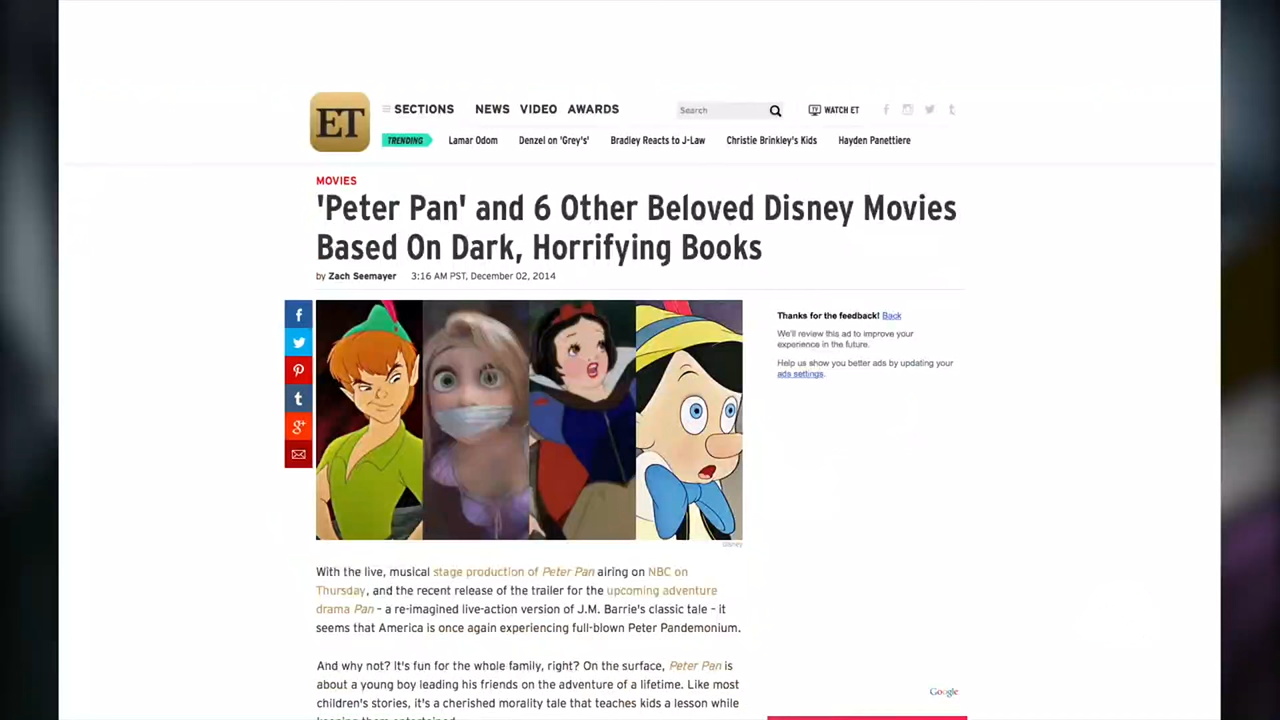 ET
SECTIONS NEWS VIDEO AWARDS Search WATCH ET
TRENDING Lamar Odom Denzel on 'Grey's' Bradley Reacts to J-Law Christie Brinkley's Kids Hayden Panettiere
MOVIES
'Peter Pan' and 6 Other Beloved Disney Movies
Based On Dark, Horrifying Books
by Zach Seemayer 3:16 AM PST, December 02, 2014
Thanks for the feedback! Back
We'll review this ad to improve your
experience in the future.
Help us show you better ads by updating your
ads settings.
Disney
With the live, musical stage production of Peter Pan airing on NBC on
Thursday, and the recent release of the trailer for the upcoming adventure
drama Pan – a re-imagined live-action version of J.M. Barrie's classic tale – it
seems that America is once again experiencing full-blown Peter Pandemonium.
And why not? It's fun for the whole family, right? On the surface, Peter Pan is
about a young boy leading his friends on the adventure of a lifetime. Like most
children's stories, it's a cherished morality tale that teaches kids a lesson while
keeping them entertained.
Google